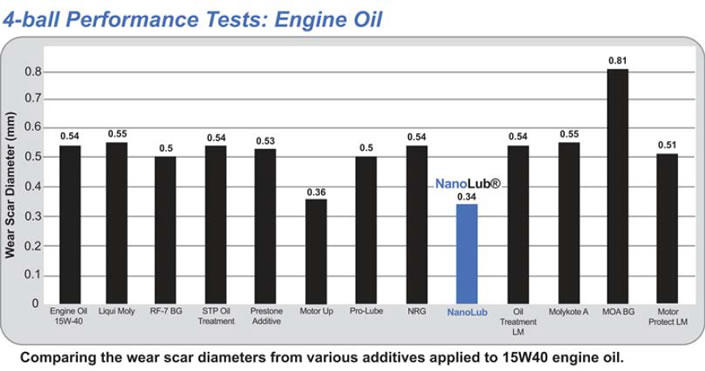 4-ball Performance Tests: Engine Oil
Wear Scar Diameter (mm)
0.8
0.7
0.6
0.5
0.4
0.3
0.2
0.1
0
0.54
0.55
0.5
0.54
0.53
0.36
0.5
0.54
NanoLub®
0.34
0.54
0.55
0.81
0.51
Engine Oil
15W-40
Liqui Moly
RF-7 BG
STP Oil
Treatment
Prestone
Additive
Motor Up
Pro-Lube
NRG
NanoLub
Oil
Treatment
LM
Molykote A
MOA BG
Motor
Protect LM
Comparing the wear scar diameters from various additives applied to 15W40 engine oil.